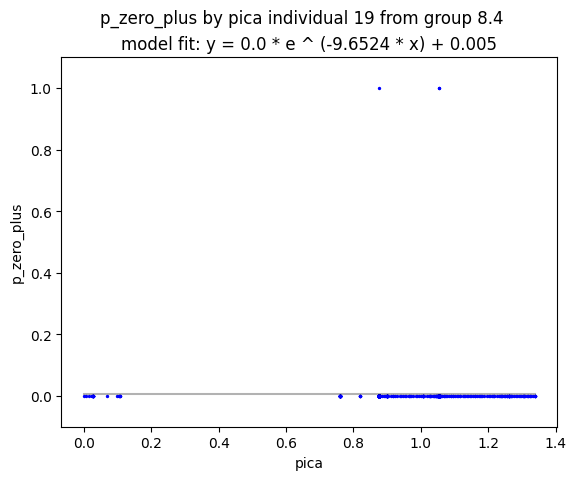 p_zero_plus by pica individual 19 from group 8.4
model fit: y = 0.0 * e ^ (-9.6524 * x) + 0.005
1.0
0.8
0.6
0.4
0.2
0.0
p_zero_plus
0.0 0.2 0.4 0.6 0.8 1.0 1.2 1.4
pica